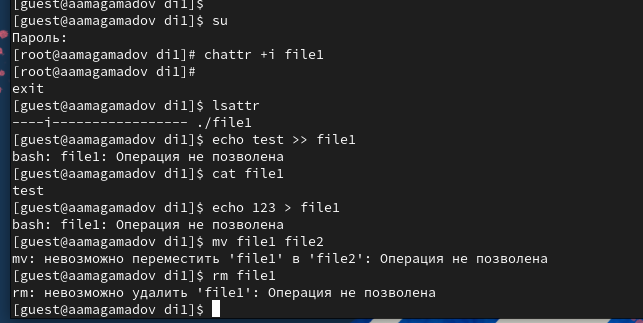 [guest@aamagamadov di1]$
[guest@aamagamadov di1]$ su
Пароль:
[root@aamagamadov di1]# chattr +i file1
[root@aamagamadov di1]#
exit
[guest@aamagamadov di1]$ lsattr
----i----------------- ./file1
[guest@aamagamadov di1]$ echo test >> file1
bash: file1: Операция не позволена
[guest@aamagamadov di1]$ cat file1
test
[guest@aamagamadov di1]$ echo 123 > file1
bash: file1: Операция не позволена
[guest@aamagamadov di1]$ mv file1 file2
mv: невозможно переместить 'file1' в 'file2': Операция не позволена
[guest@aamagamadov di1]$ rm file1
rm: невозможно удалить 'file1': Операция не позволена
[guest@aamagamadov di1]$